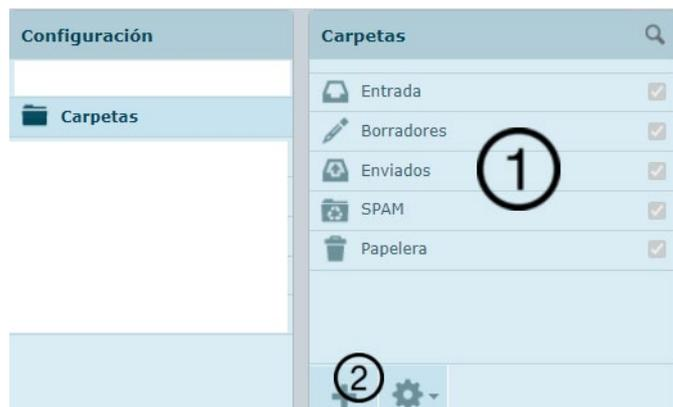 Configuración
Carpetas
Carpetas
Entrada
Borradores
1
Enviados
SPAM
Papelera
2